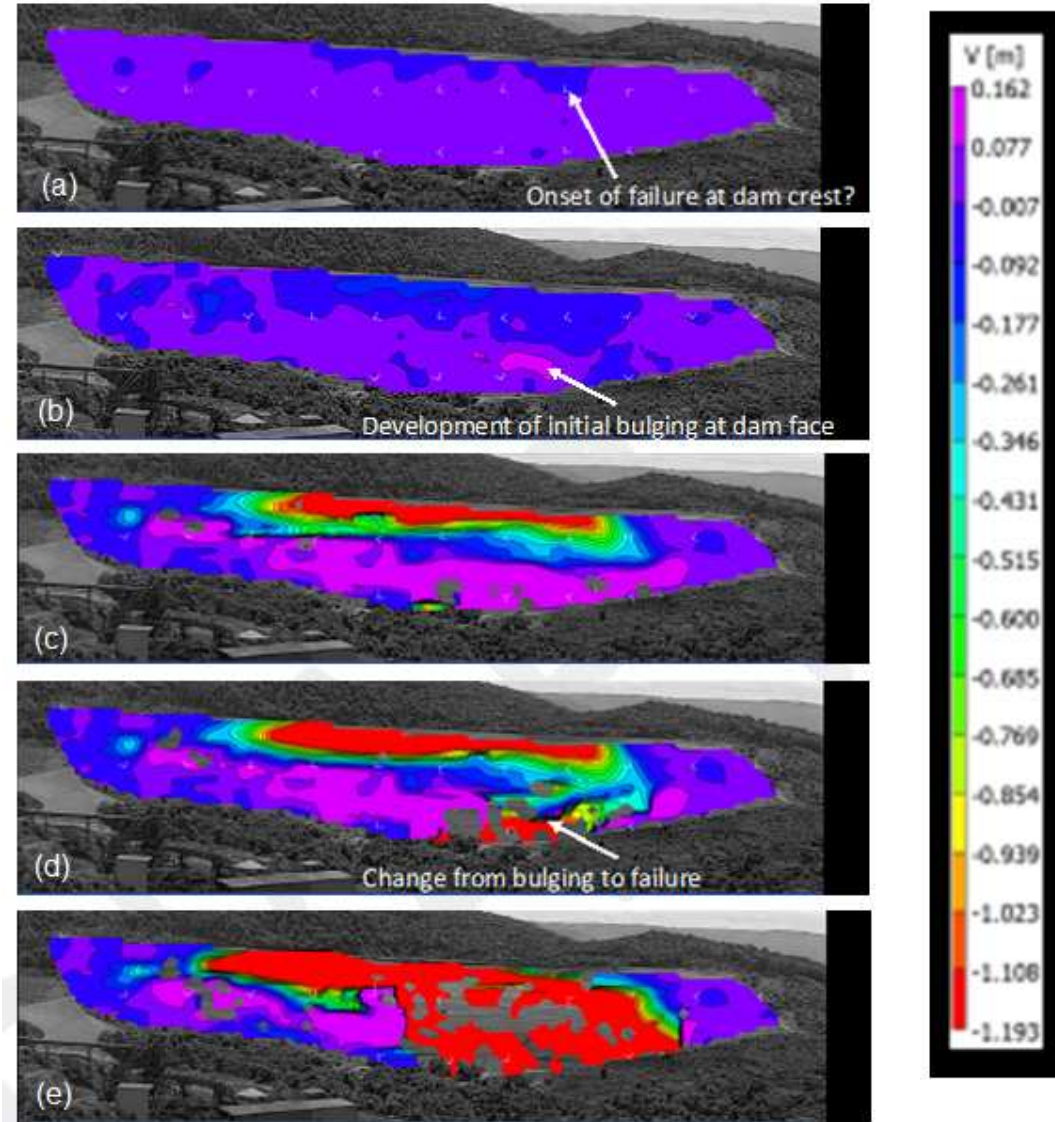 (a)
Onset of failure at dam crest?
(b)
Development of initial bulging at dam face
(c)
(d)
Change from bulging to failure
(e)
V [m]
0.162
0.077
-0.007
-0.092
-0.177
-0.261
-0.346
-0.431
-0.515
-0.600
-0.685
-0.769
-0.854
-0.939
-1.023
-1.108
-1.193